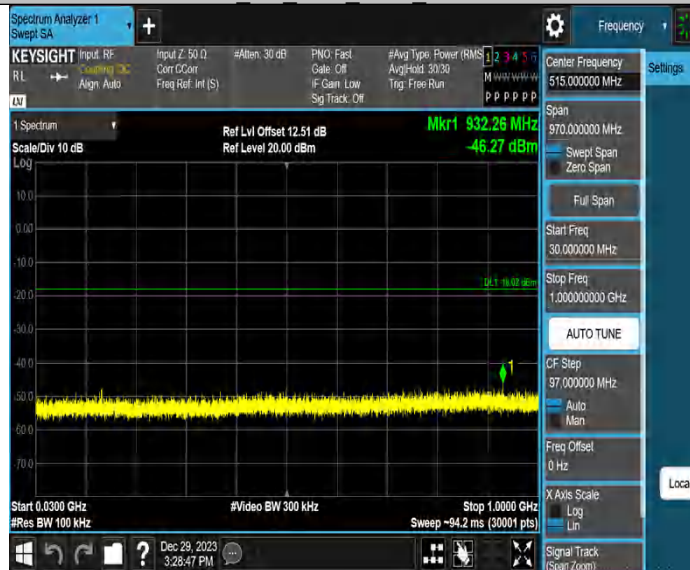 Spectrum Analyzer 1
Swept SA
+
Frequency
KEYSIGHT
Input: RF
Coupling: DC
Align: Auto
Input Z: 50 Ω
Corr CCorr
Freq Ref: Int (S)
#Atten: 30 dB
PNO: Fast
Gate: Off
IF Gain: Low
Sig Track: Off
#Avg Type: Power (RMS
Avg|Hold: 30/30
Trig: Free Run
1 2 3 4 5 6
M W W W W W
P P P P P P
R L
LXI
1 Spectrum
Scale/Div 10 dB
Log
Ref Lvl Offset 12.51 dB
Ref Level 20.00 dBm
Mkr1 932.26 MHz
-46.27 dBm
10.0
0.00
-20.0
-30.0
-40.0
-50.0
-60.0
-70.0
1
Start 0.0300 GHz
#Res BW 100 kHz
#Video BW 300 kHz
Stop 1.0000 GHz
Sweep ~94.2 ms (30001 pts)
?
Dec 29, 2023
3:28:47 PM
Center Frequency
515.000000 MHz
Settings
Span
970.000000 MHz
Swept Span
Zero Span
Full Span
Start Freq
30.000000 MHz
Stop Freq
1.000000000 GHz
AUTO TUNE
CF Step
97.000000 MHz
Auto
Man
Freq Offset
0 Hz
X Axis Scale
Log
Lin
Signal Track
(Span Zoom)
Loca